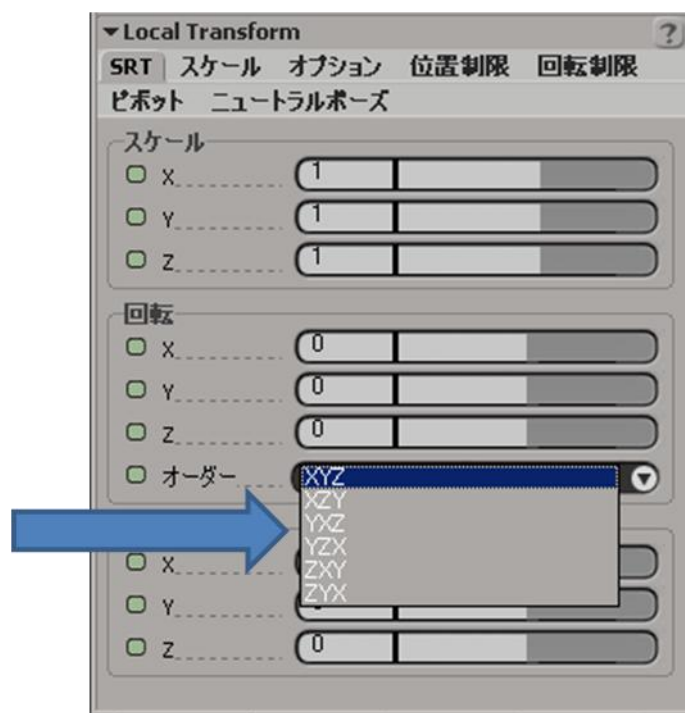 Local Transform ?
SRT スケール オプション 位置制限 回転制限
ピボット ニュートラルポーズ
スケール
X 1
Y 1
Z 1
回転
X 0
Y 0
Z 0
オーダー XYZ
XZY
YXZ
YZX
ZXY
ZYX
X
Y
Z 0